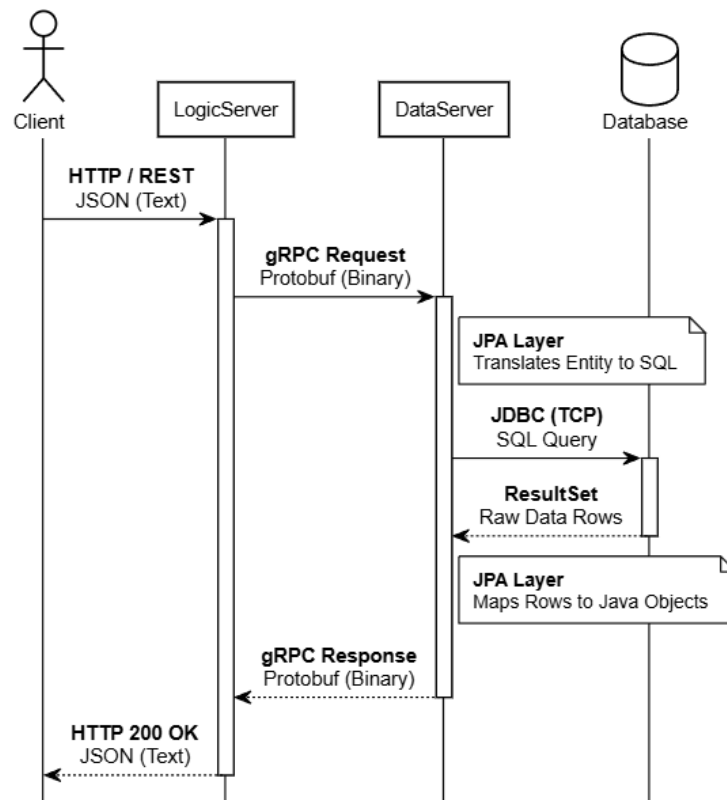 Client
LogicServer
DataServer
Database
HTTP / REST
JSON (Text)
gRPC Request
Protobuf (Binary)
JPA Layer
Translates Entity to SQL
JDBC (TCP)
SQL Query
ResultSet
Raw Data Rows
JPA Layer
Maps Rows to Java Objects
gRPC Response
Protobuf (Binary)
HTTP 200 OK
JSON (Text)